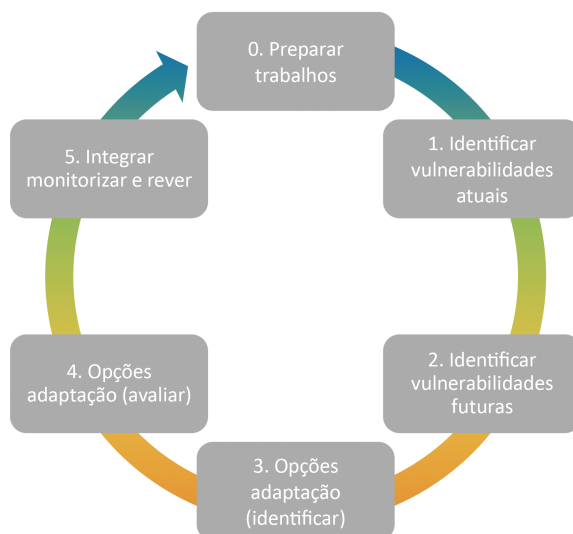 0. Preparar
trabalhos
1. Identificar
vulnerabilidades
atuais
2. Identificar
vulnerabilidades
futuras
3. Opções
adaptação
(identificar)
4. Opções
adaptação (avaliar)
5. Integrar
monitorizar e rever